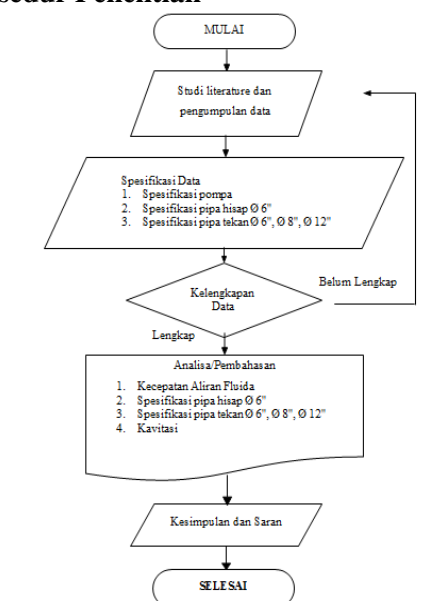 MULAI
Studi literature dan
pengumpulan data
Spesifikasi Data
1. Spesifikasi pompa
2. Spesifikasi pipa hisap Ø 6"
3. Spesifikasi pipa tekan Ø 6", Ø 8", Ø 12"
Kelengkapan
Data
Belum Lengkap
Lengkap
Analisa/Pembahasan
1. Kecepatan Aliran Fluida
2. Spesifikasi pipa hisap Ø 6"
3. Spesifikasi pipa tekan Ø 6", Ø 8", Ø 12"
4. Kavitasi
Kesimpulan dan Saran
SELESAI